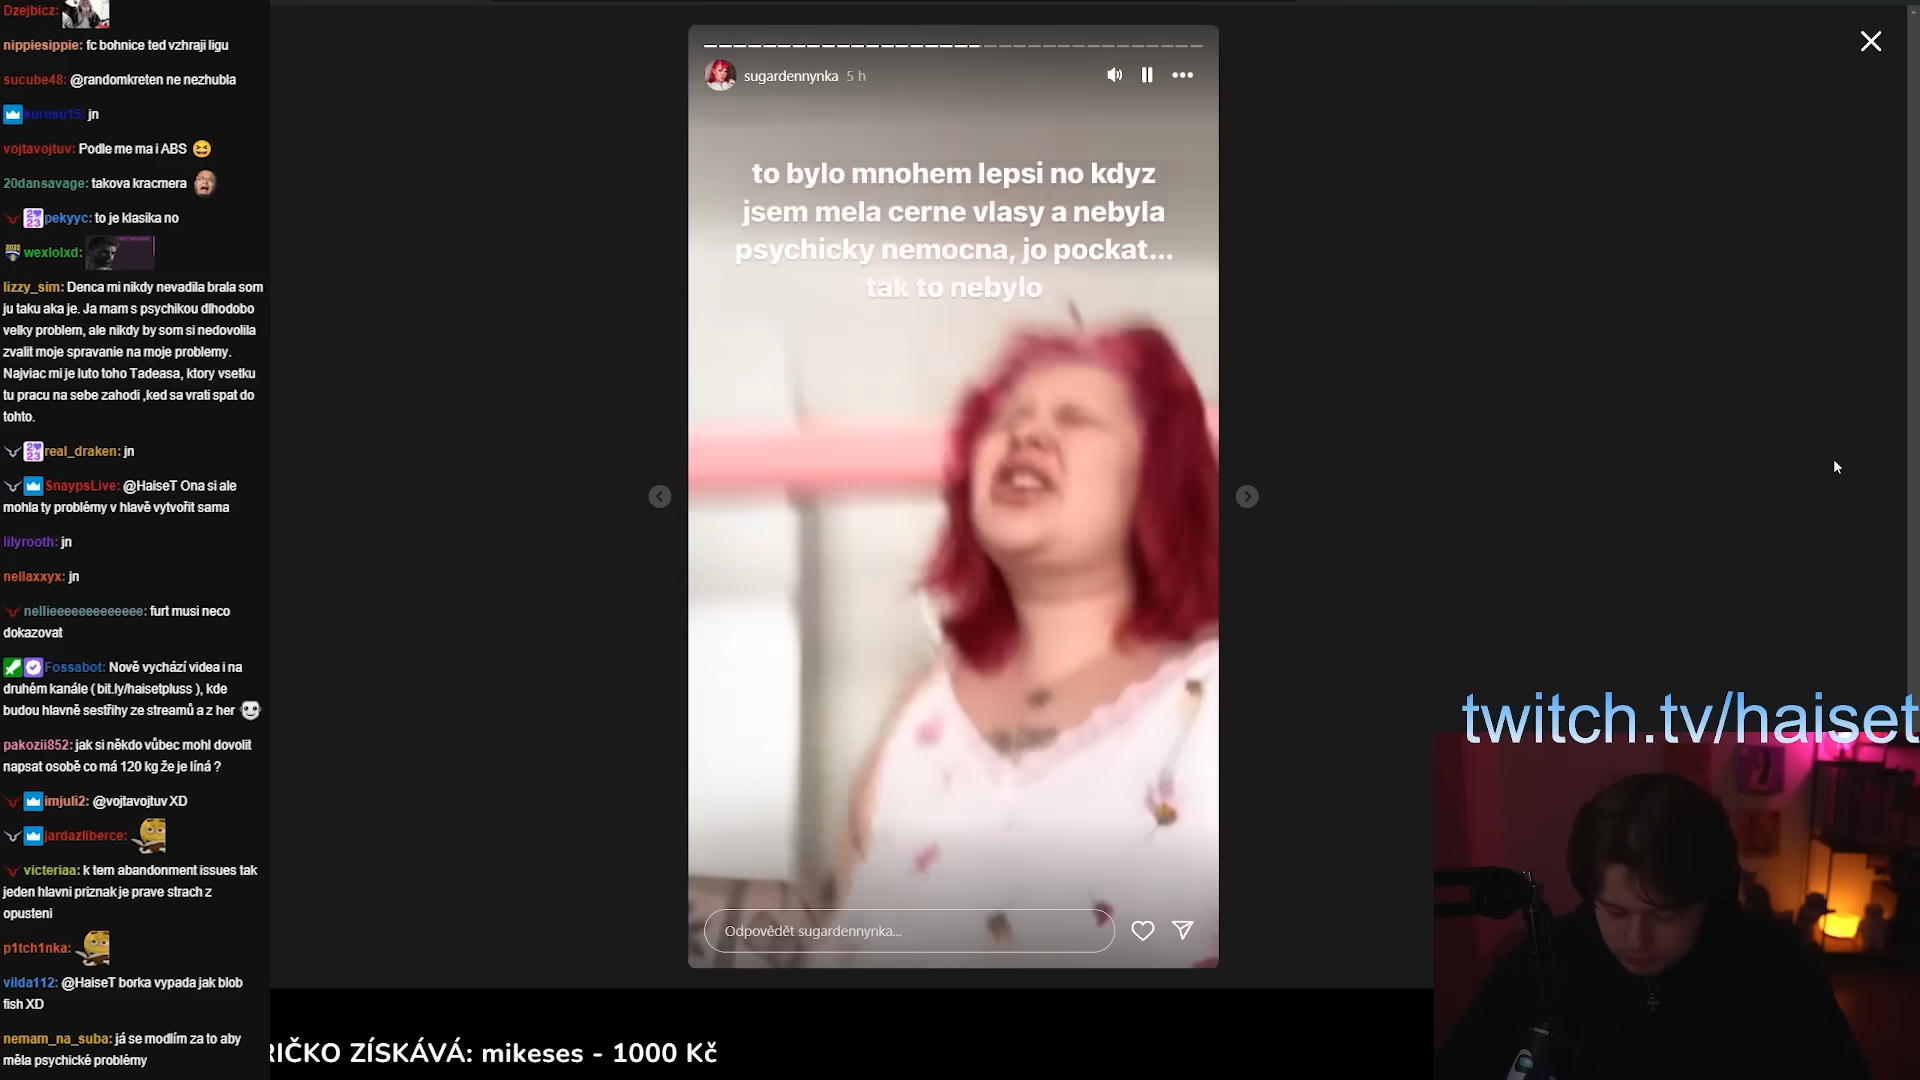 Dzejbicz:
nippiesippie: fc bohnice ted vzhraji ligu
sucube48: @randomkreten ne nezhubla
kurosu15: jn
vojtavojtuv: Podle me ma i ABS
20dansavage: takova kracmera
pekyyc: to je klasika no
wexlolxd:
lizzy_sim: Denca mi nikdy nevadila brala som
ju taku aka je. Ja mam s psychikou dlhodobo
velky problem, ale nikdy by som si nedovolila
zvalit moje spravanie na moje problemy.
Najviac mi je luto toho Tadeasa, ktory vsetku
tu pracu na sebe zahodi ,ked sa vrati spat do
tohto.
real_draken: jn
SnaypsLive: @HaiseT Ona si ale
mohla ty problémy v hlavě vytvořit sama
lilyrooth: jn
nellaxxyx: jn
nellieeeeeeeeeeeee: furt musi neco
dokazovat
Fossabot: Nově vychází videa i na
druhém kanále ( bit.ly/haisetpluss ), kde
budou hlavně sestřihy ze streamů a z her
pakozii852: jak si někdo vůbec mohl dovolit
napsat osobě co má 120 kg že je líná ?
imjuli2: @vojtavojtuv XD
jardazliberce:
victeriaa: k tem abandonment issues tak
jeden hlavni priznak je prave strach z
opusteni
p1tch1nka:
vilda112: @HaiseT borka vypada jak blob
fish XD
nemam_na_suba: já se modlím za to aby
měla psychické problémy
sugardennynka 5 h
to bylo mnohem lepsi no kdyz
jsem mela cerne vlasy a nebyla
psychicky nemocna, jo pockat...
tak to nebylo
Odpovědět sugardennynka...
twitch.tv/haiset
RIČKO ZÍSKÁVÁ: mikeses - 1000 Kč